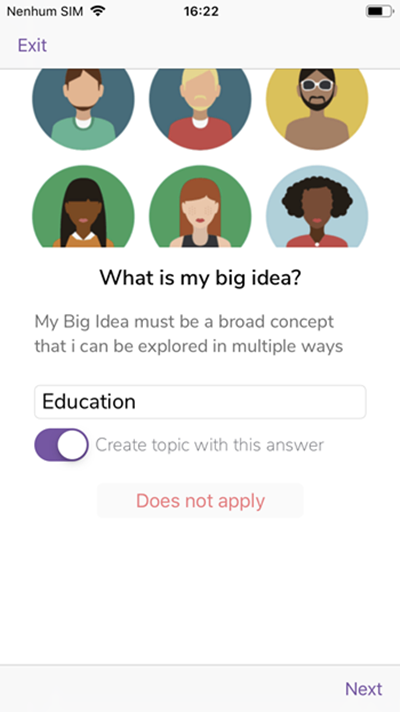 Nenhum SIM 16:22
Exit
What is my big idea?
My Big Idea must be a broad concept
that i can be explored in multiple ways
Education
Create topic with this answer
Does not apply
Next